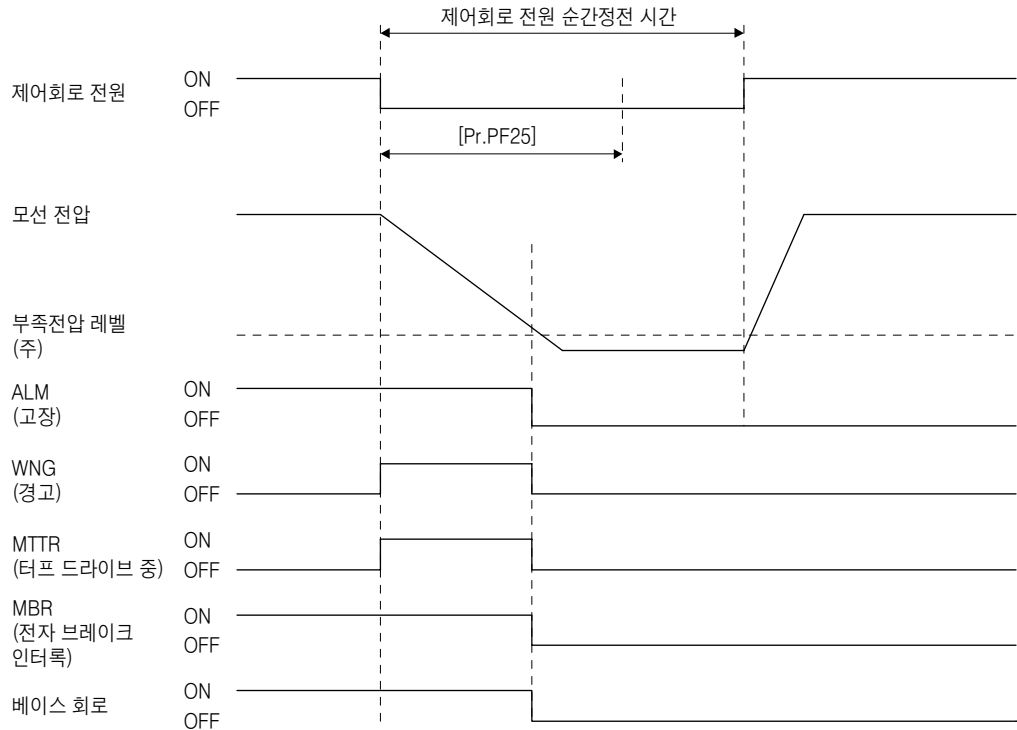 제어회로 전원 순간정전 시간
제어회로 전원
ON
OFF
[Pr.PF25]
모선 전압
부족전압 레벨
(주)
ALM
(고장)
ON
OFF
WNG
(경고)
ON
OFF
MTTR
(터프 드라이브 중)
ON
OFF
MBR
(전자 브레이크
인터록)
ON
OFF
베이스 회로
ON
OFF